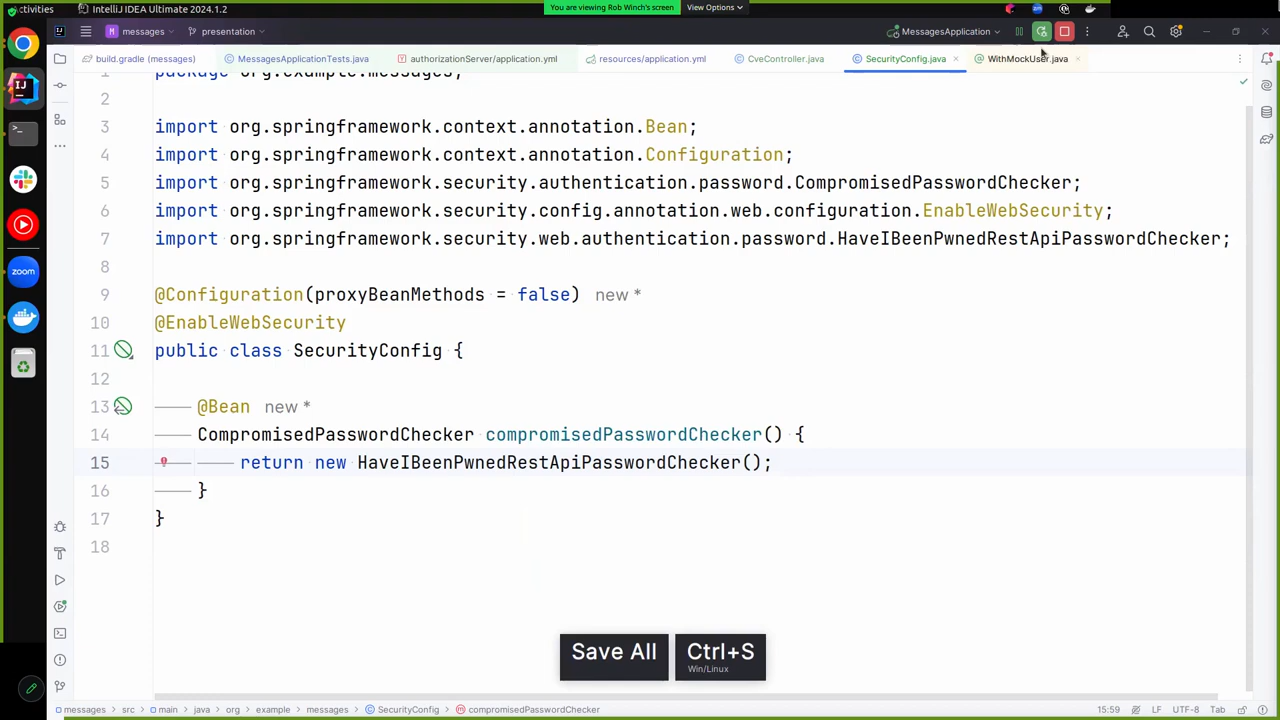 ctivities
IntelliJ IDEA Ultimate 2024.1.2
You are viewing Rob Winch's screen
View Options
M messages
presentation
MessagesApplication
build.gradle (messages)
MessagesApplicationTests.java
authorizationServer/application.yml
resources/application.yml
CveController.java
SecurityConfig.java
WithMockUser.java
1 package org.example.messages;
2
3 import org.springframework.context.annotation.Bean;
4 import org.springframework.context.annotation.Configuration;
5 import org.springframework.security.authentication.password.CompromisedPasswordChecker;
6 import org.springframework.security.config.annotation.web.configuration.EnableWebSecurity;
7 import org.springframework.security.web.authentication.password.HaveIBeenPwnedRestApiPasswordChecker;
8
9 @Configuration(proxyBeanMethods = false) new *
10 @EnableWebSecurity
11 public class SecurityConfig {
12
13 @Bean new *
14 CompromisedPasswordChecker compromisedPasswordChecker() {
15 return new HaveIBeenPwnedRestApiPasswordChecker();
16 }
17 }
18
Save All
Ctrl+S
Win/Linux
zoom
messages > src > main > java > org > example > messages > SecurityConfig > compromisedPasswordChecker
15:59 LF UTF-8 Tab